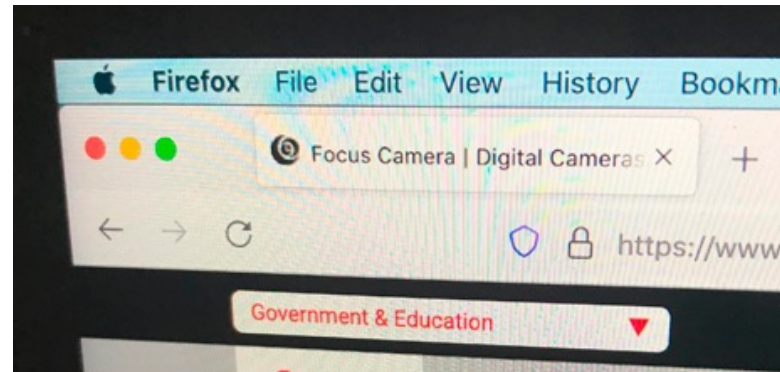 Firefox File Edit View History Bookm
Focus Camera | Digital Cameras
https://www
Government & Education